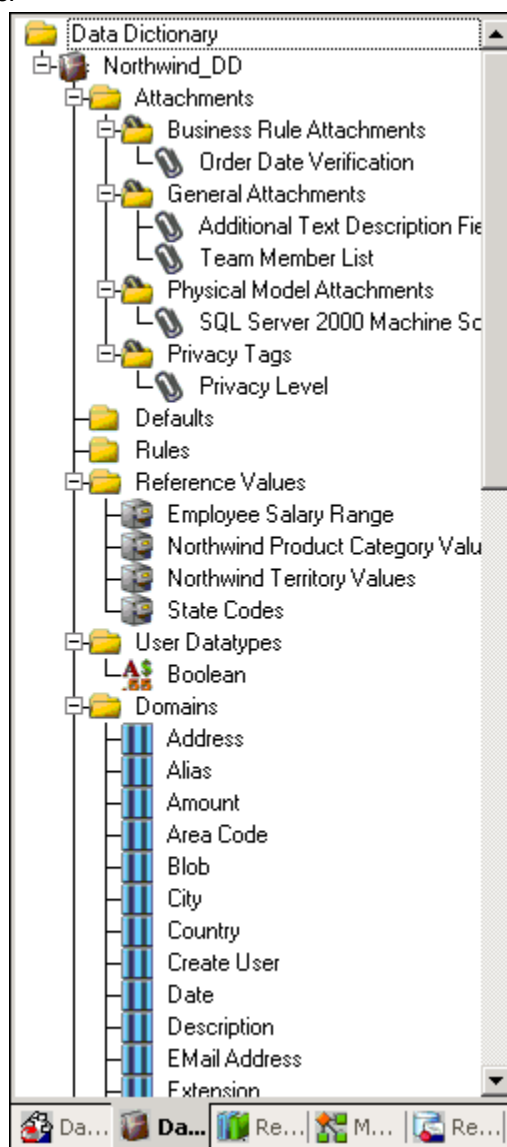 Data Dictionary
Northwind_DD
Attachments
Business Rule Attachments
Order Date Verification
General Attachments
Additional Text Description Fie
Team Member List
Physical Model Attachments
SQL Server 2000 Machine Sc
Privacy Tags
Privacy Level
Defaults
Rules
Reference Values
Employee Salary Range
Northwind Product Category Valu
Northwind Territory Values
State Codes
User Datatypes
Boolean
Domains
Address
Alias
Amount
Area Code
Blob
City
Country
Create User
Date
Description
EMail Address
Extension
Da... Da... Re... M... Re...